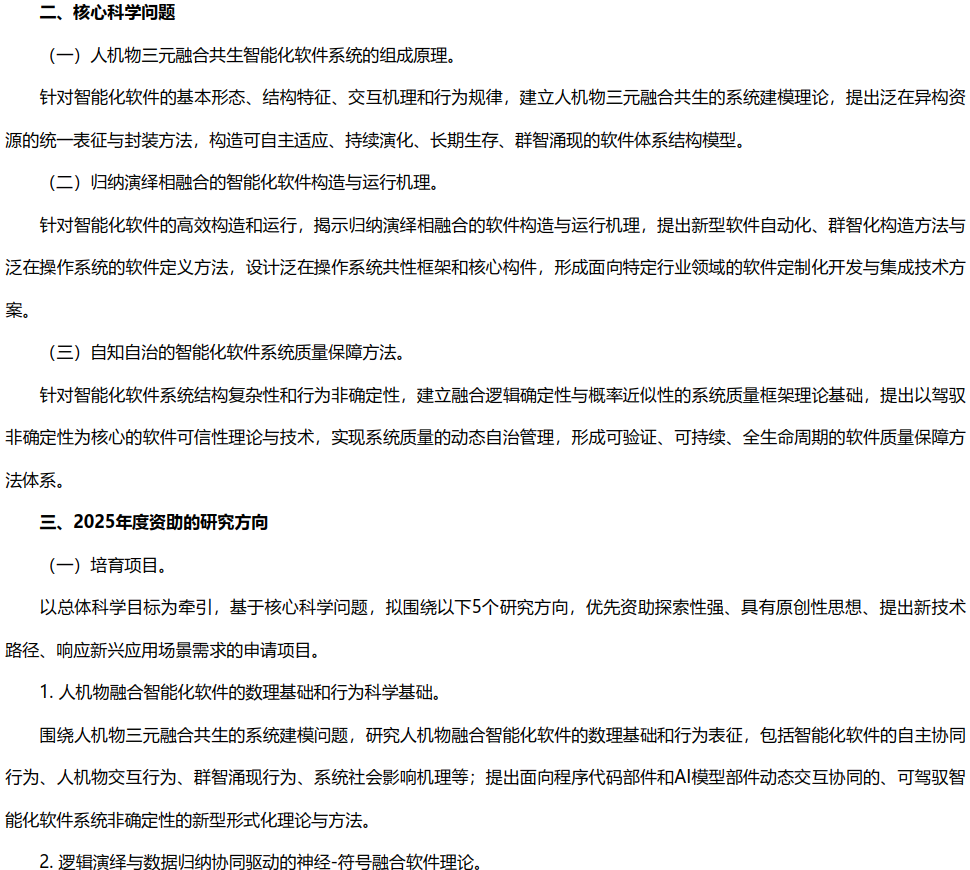 二、核心科学问题
（一）人机物三元融合共生智能化软件系统的组成原理。
针对智能化软件的基本形态、结构特征、交互机理和行为规律，建立人机物三元融合共生的系统建模理论，提出泛在异构资
源的统一表征与封装方法，构造可自主适应、持续演化、长期生存、群智涌现的软件体系结构模型。
（二）归纳演绎相融合的智能化软件构造与运行机理。
针对智能化软件的高效构造和运行，揭示归纳演绎相融合的软件构造与运行机理，提出新型软件自动化、群智化构造方法与
泛在操作系统的软件定义方法，设计泛在操作系统共性框架和核心构件，形成面向特定行业领域的软件定制化开发与集成技术方
案。
（三）自知自治的智能化软件系统质量保障方法。
针对智能化软件系统结构复杂性和行为非确定性，建立融合逻辑确定性与概率近似性的系统质量框架理论基础，提出以驾驭
非确定性为核心的软件可信性理论与技术，实现系统质量的动态自治管理，形成可验证、可持续、全生命周期的软件质量保障方
法体系。
三、2025年度资助的研究方向
（一）培育项目。
以总体科学目标为牵引，基于核心科学问题，拟围绕以下5个研究方向，优先资助探索性强、具有原创性思想、提出新技术
路径、响应新兴应用场景需求的申请项目。
1. 人机物融合智能化软件的数理基础和行为科学基础。
围绕人机物三元融合共生的系统建模问题，研究人机物融合智能化软件的数理基础和行为表征，包括智能化软件的自主协同
行为、人机物交互行为、群智涌现行为、系统社会影响机理等；提出面向程序代码部件和AI模型部件动态交互协同的、可驾驭智
能化软件系统非确定性的新型形式化理论与方法。
2. 逻辑演绎与数据归纳协同驱动的神经-符号融合软件理论。